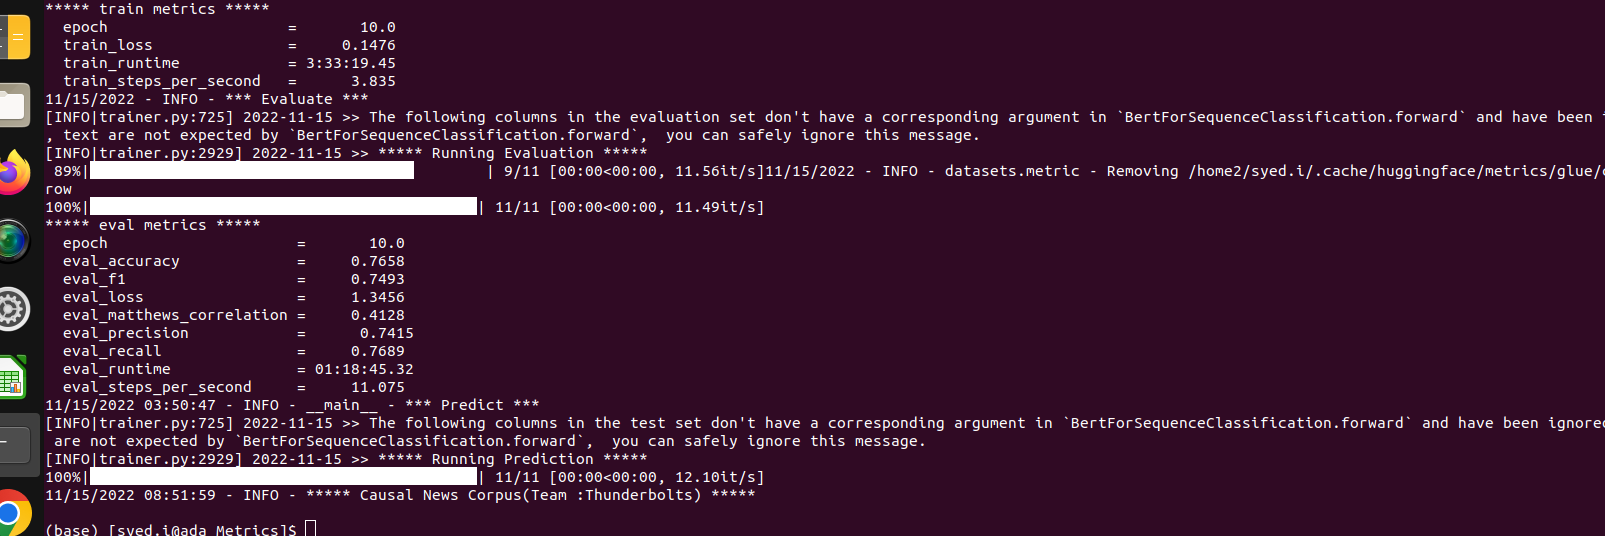 ***** train metrics *****
epoch = 10.0
train_loss = 0.1476
train_runtime = 3:33:19.45
train_steps_per_second = 3.835
11/15/2022 - INFO - *** Evaluate ***
[INFO|trainer.py:725] 2022-11-15 >> The following columns in the evaluation set don't have a corresponding argument in `BertForSequenceClassification.forward` and have been
, text are not expected by `BertForSequenceClassification.forward`,  you can safely ignore this message.
[INFO|trainer.py:2929] 2022-11-15 >> ***** Running Evaluation *****
89%| | 9/11 [00:00<00:00, 11.56it/s]11/15/2022 - INFO - datasets.metric - Removing /home2/syed.i/.cache/huggingface/metrics/glue/
row
100%| | 11/11 [00:00<00:00, 11.49it/s]
***** eval metrics *****
epoch = 10.0
eval_accuracy = 0.7658
eval_f1 = 0.7493
eval_loss = 1.3456
eval_matthews_correlation = 0.4128
eval_precision = 0.7415
eval_recall = 0.7689
eval_runtime = 01:18:45.32
eval_steps_per_second = 11.075
11/15/2022 03:50:47 - INFO - __main__ - *** Predict ***
[INFO|trainer.py:725] 2022-11-15 >> The following columns in the test set don't have a corresponding argument in `BertForSequenceClassification.forward` and have been ignored
are not expected by `BertForSequenceClassification.forward`,  you can safely ignore this message.
[INFO|trainer.py:2929] 2022-11-15 >> ***** Running Prediction *****
100%| | 11/11 [00:00<00:00, 12.10it/s]
11/15/2022 08:51:59 - INFO - ***** Causal News Corpus(Team :Thunderbolts) *****
(base) [syed.i@ada Metrics]$